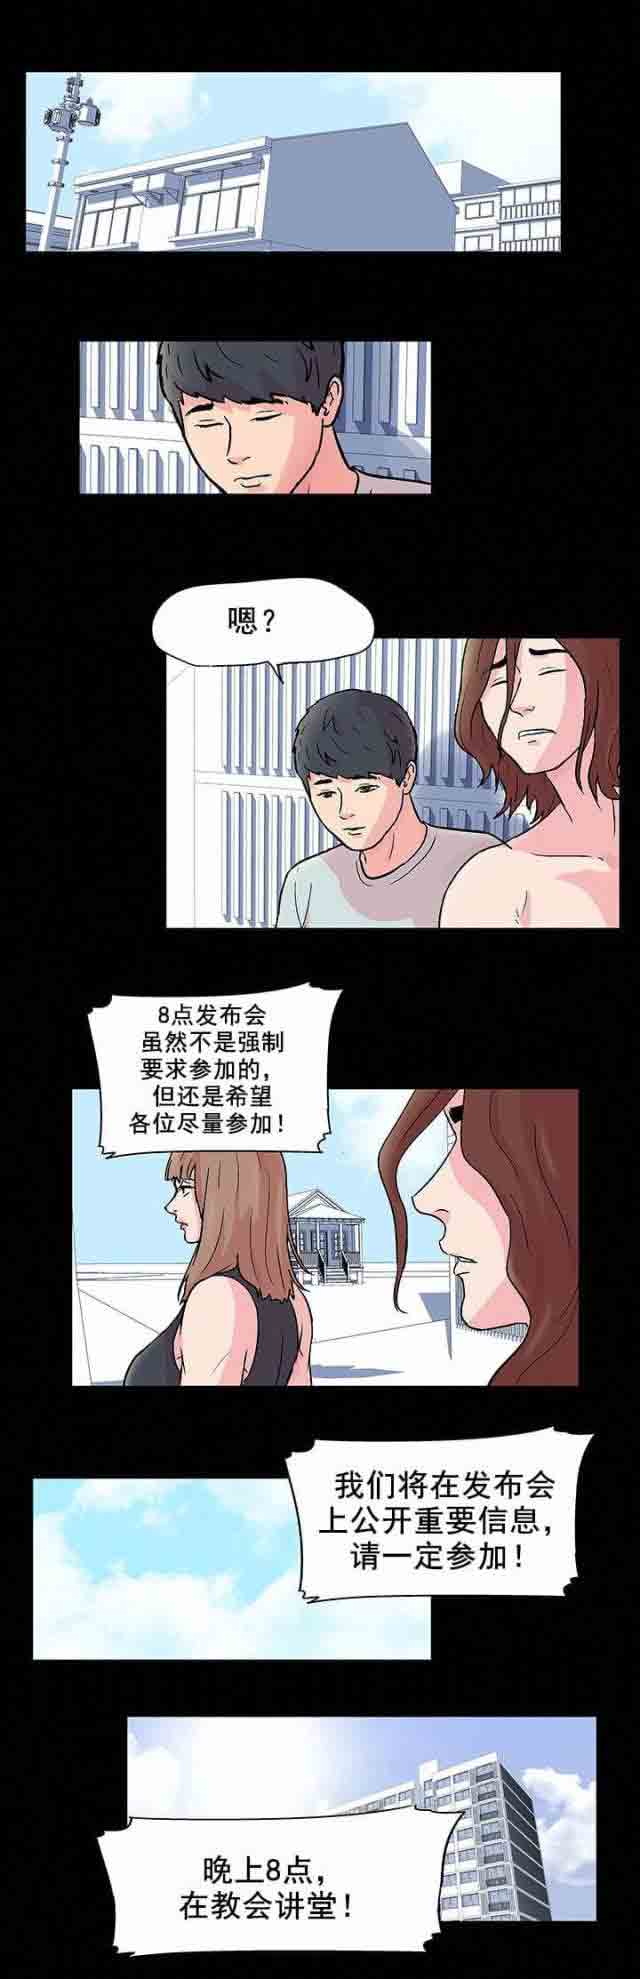 嗯？
8点发布会
虽然不是强制
要求参加的，
但还是希望
各位尽量参加！
我们将在发布会
上公开重要信息，
请一定参加！
晚上8点，
在教会讲堂！